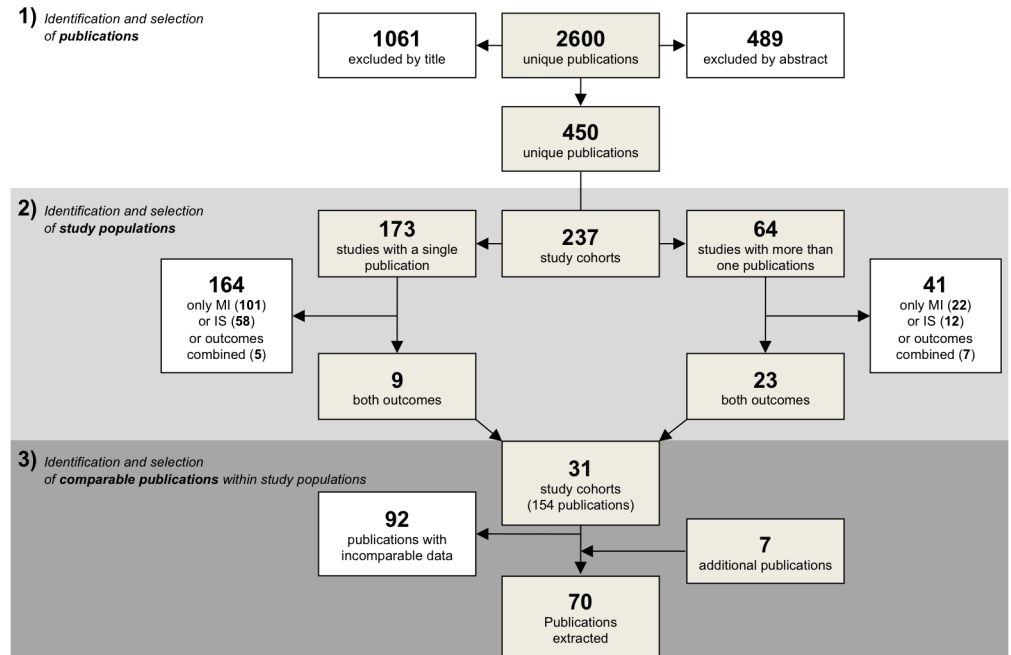 1) Identification and selection
of publications
1061
excluded by title
2600
unique publications
489
excluded by abstract
450
unique publications
2) Identification and selection
of study populations
173
studies with a single
publication
237
study cohorts
64
studies with more than
one publications
164
only MI (101)
or IS (58)
or outcomes
combined (5)
41
only MI (22)
or IS (12)
or outcomes
combined (7)
9
both outcomes
23
both outcomes
3) Identification and selection
of comparable publications within study populations
31
study cohorts
(154 publications)
92
publications with
incomparable data
7
additional publications
70
Publications
extracted